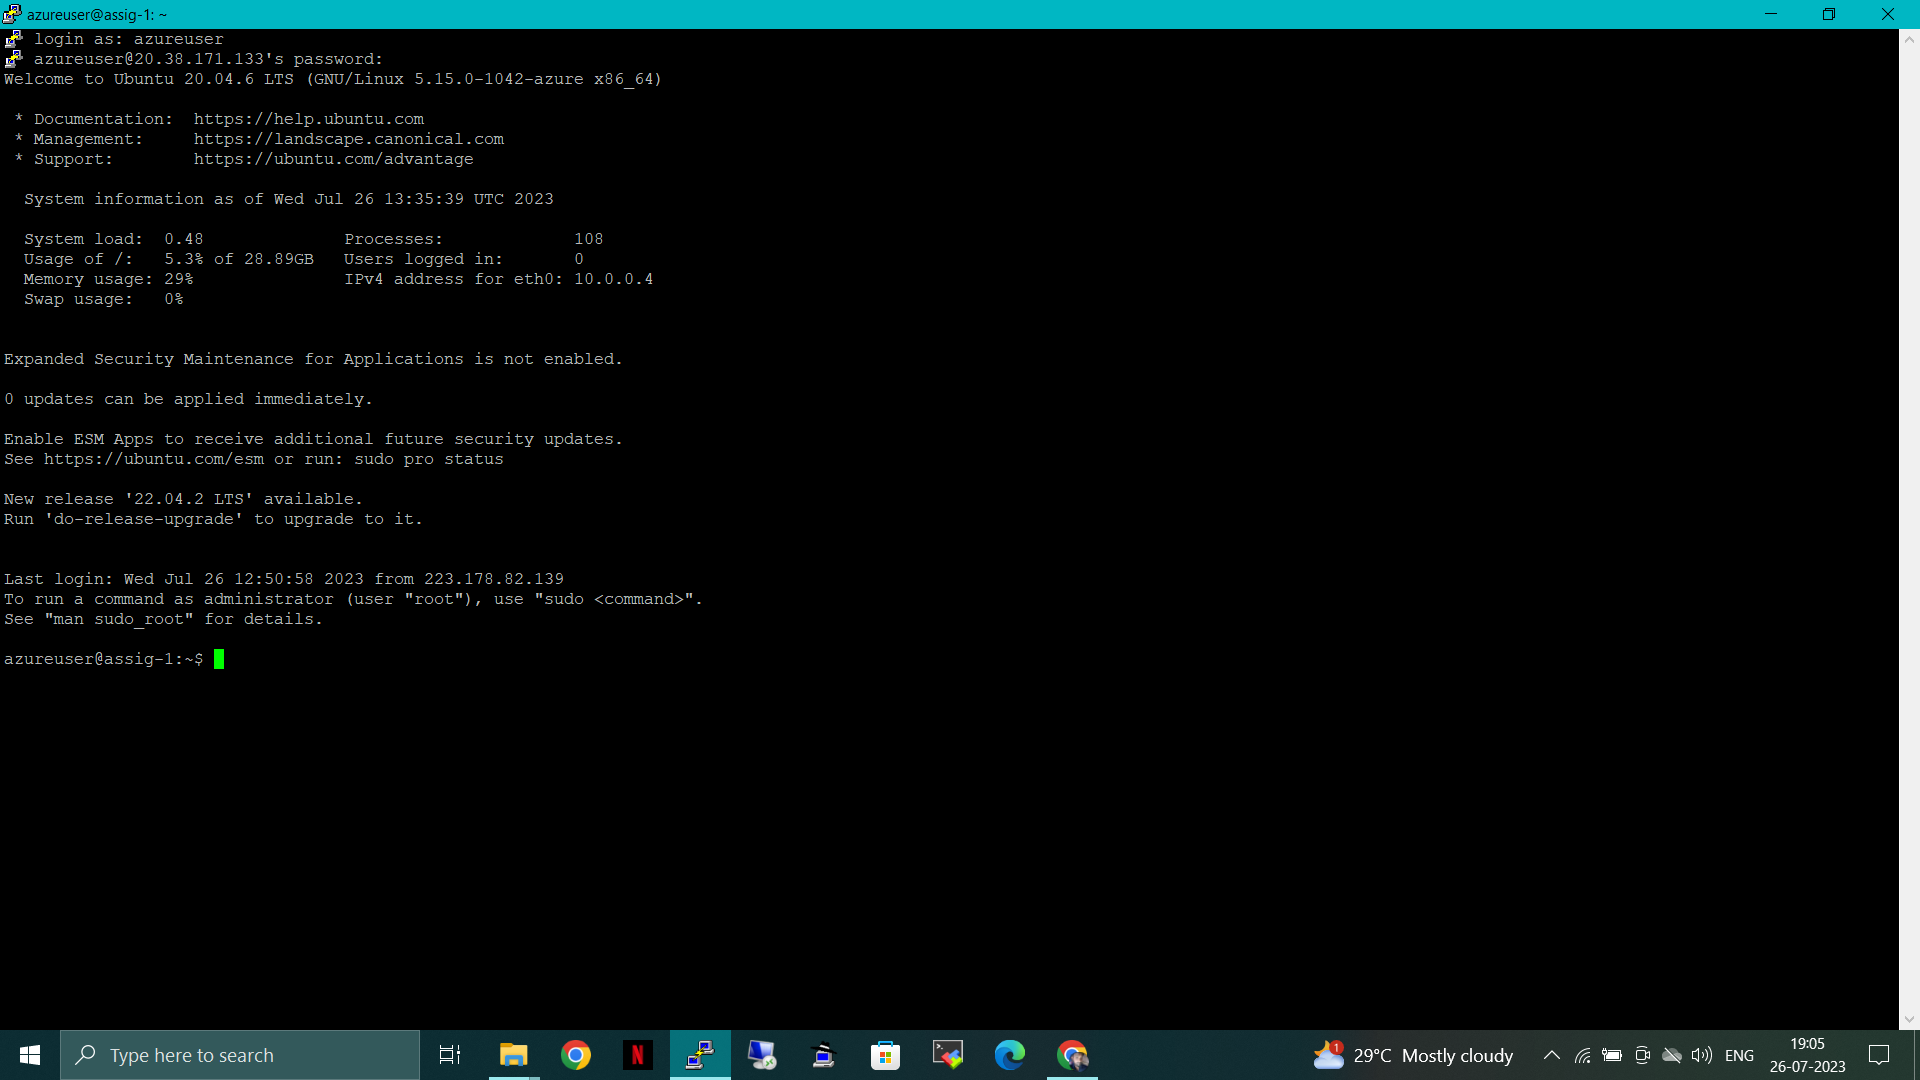 azureuser@assig-1: ~
login as: azureuser
azureuser@20.38.171.133's password:
Welcome to Ubuntu 20.04.6 LTS (GNU/Linux 5.15.0-1042-azure x86_64)
* Documentation:  https://help.ubuntu.com
* Management:     https://landscape.canonical.com
* Support:        https://ubuntu.com/advantage
System information as of Wed Jul 26 13:35:39 UTC 2023
System load:  0.48              Processes:             108
Usage of /:   5.3% of 28.89GB   Users logged in:       0
Memory usage: 29%               IPv4 address for eth0: 10.0.0.4
Swap usage:   0%
Expanded Security Maintenance for Applications is not enabled.
0 updates can be applied immediately.
Enable ESM Apps to receive additional future security updates.
See https://ubuntu.com/esm or run: sudo pro status
New release '22.04.2 LTS' available.
Run 'do-release-upgrade' to upgrade to it.
Last login: Wed Jul 26 12:50:58 2023 from 223.178.82.139
To run a command as administrator (user "root"), use "sudo <command>".
See "man sudo_root" for details.
azureuser@assig-1:~$
Type here to search
N
1
29°C Mostly cloudy
ENG
19:05
26-07-2023